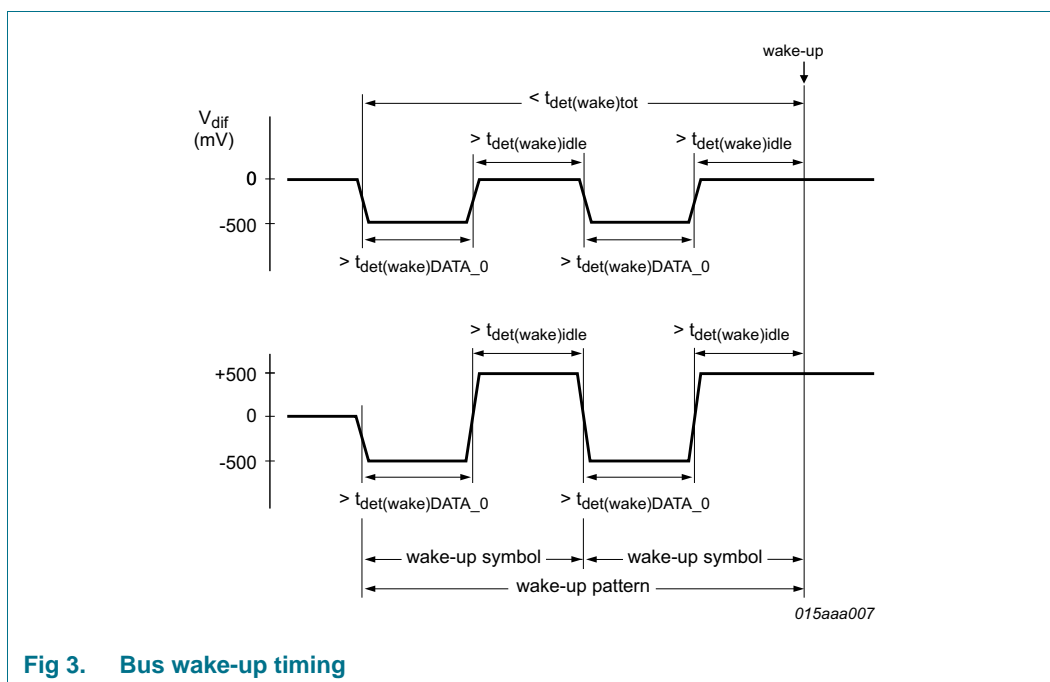 wake-up
< tdet(wake)tot
Vdif
(mV)
> tdet(wake)idle
> tdet(wake)idle
0
-500
> tdet(wake)DATA_0
> tdet(wake)DATA_0
> tdet(wake)idle
> tdet(wake)idle
+500
0
-500
> tdet(wake)DATA_0
> tdet(wake)DATA_0
wake-up symbol
wake-up symbol
wake-up pattern
015aaa007
Fig 3. Bus wake-up timing